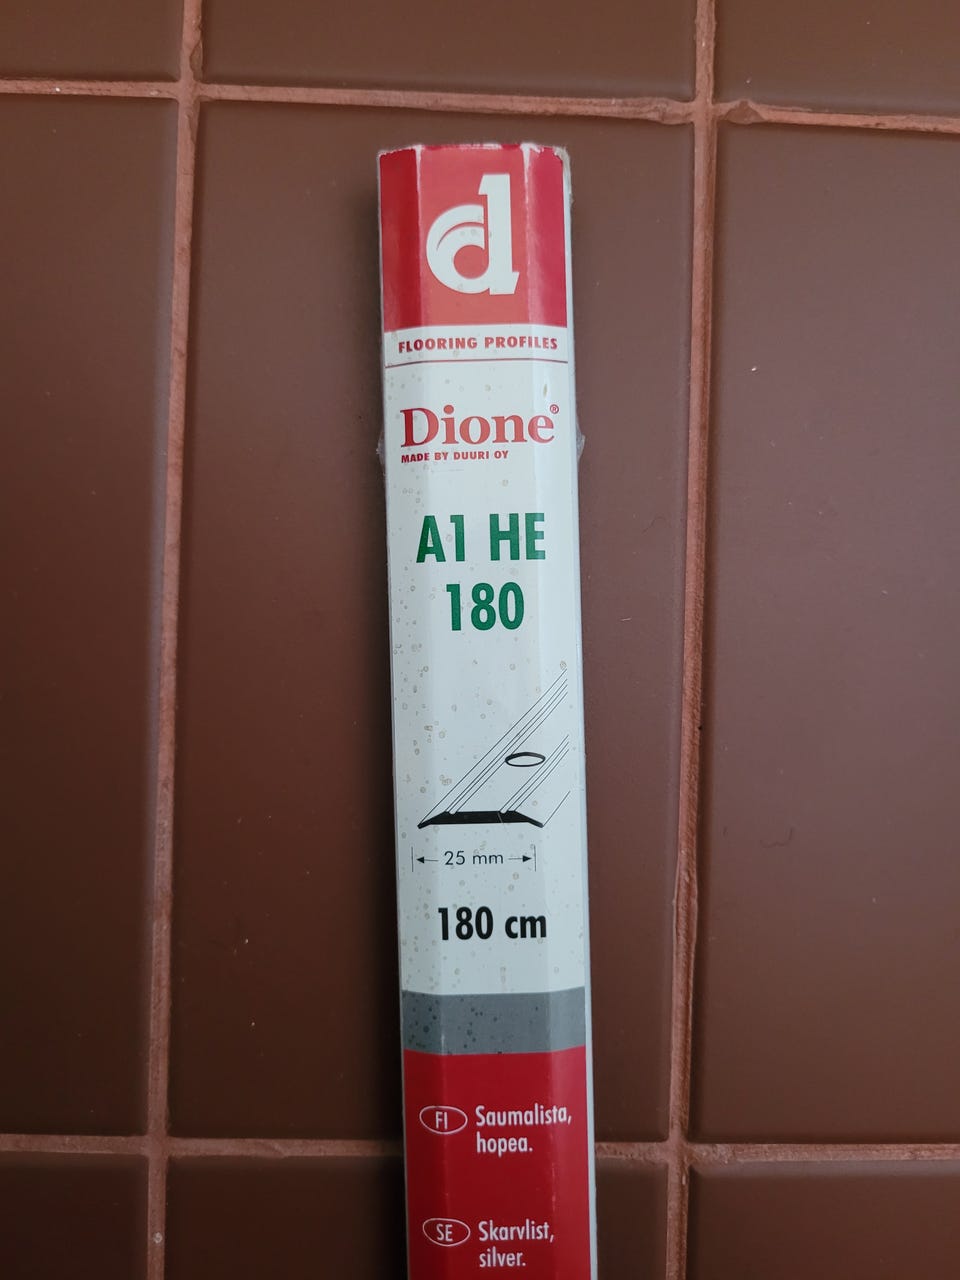 d
FLOORING PROFILES
Dione®
MADE BY DUURI OY
A1 HE
180
25 mm
180 cm
FI Saumalista,
hopea.
SE Skarvlist,
silver.